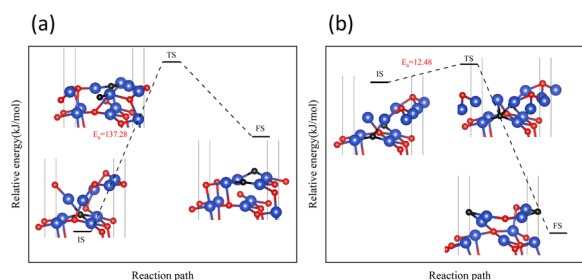 (a)
TS
Eₐ=137.28
FS
IS
Relative energy(kJ/mol)
Reaction path
(b)
Eₐ=12.48
TS
IS
FS
Relative energy(kJ/mol)
Reaction path